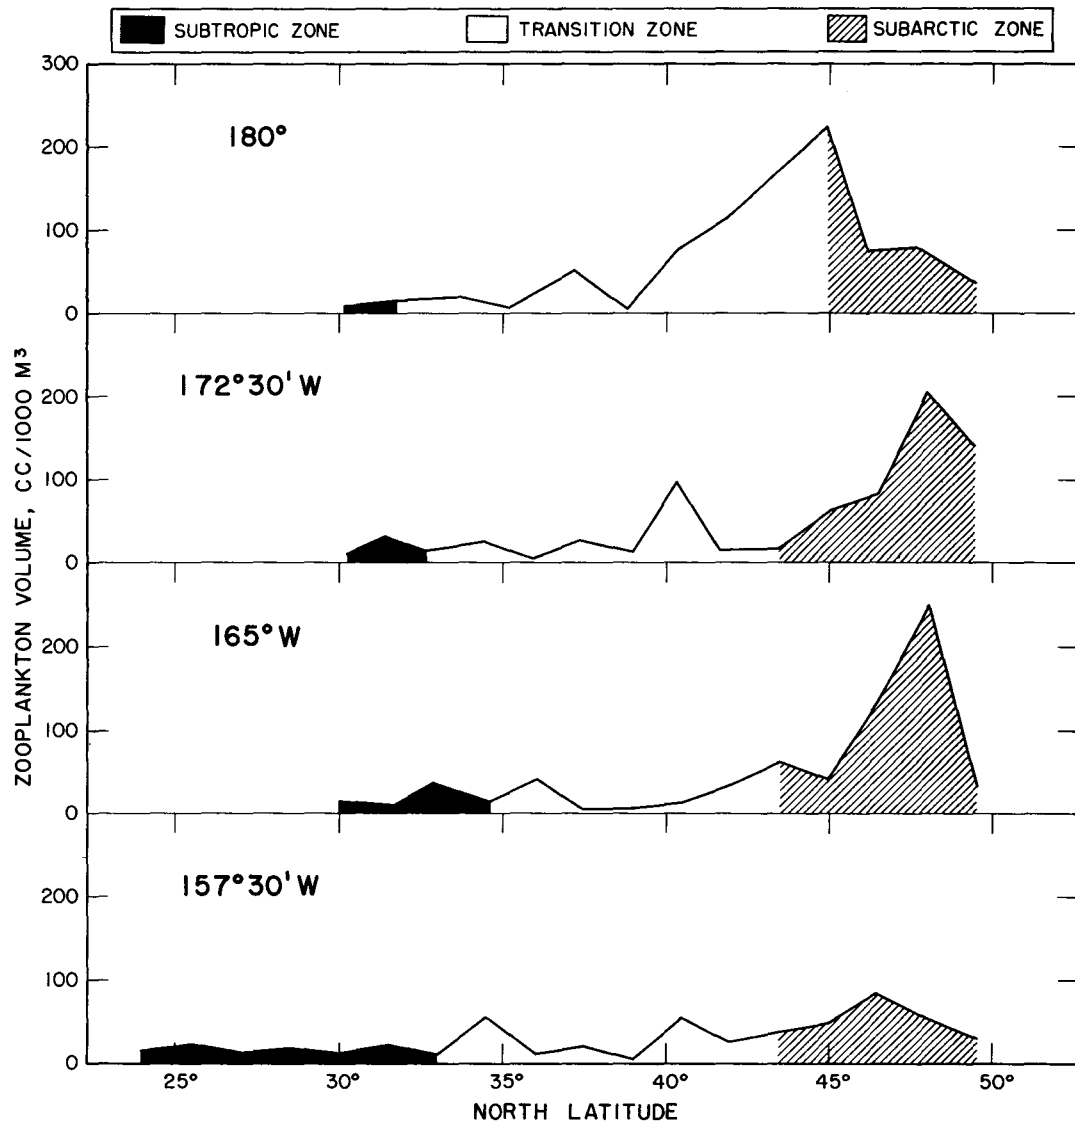 SUBTROPIC ZONE TRANSITION ZONE SUBARCTIC ZONE
300
200
100
0
180°
200
100
0
172°30'W
200
100
0
165°W
200
100
0
157°30'W
ZOOPLANKTON VOLUME, CC/1000 M³
25° 30° 35° 40° 45° 50°
NORTH LATITUDE